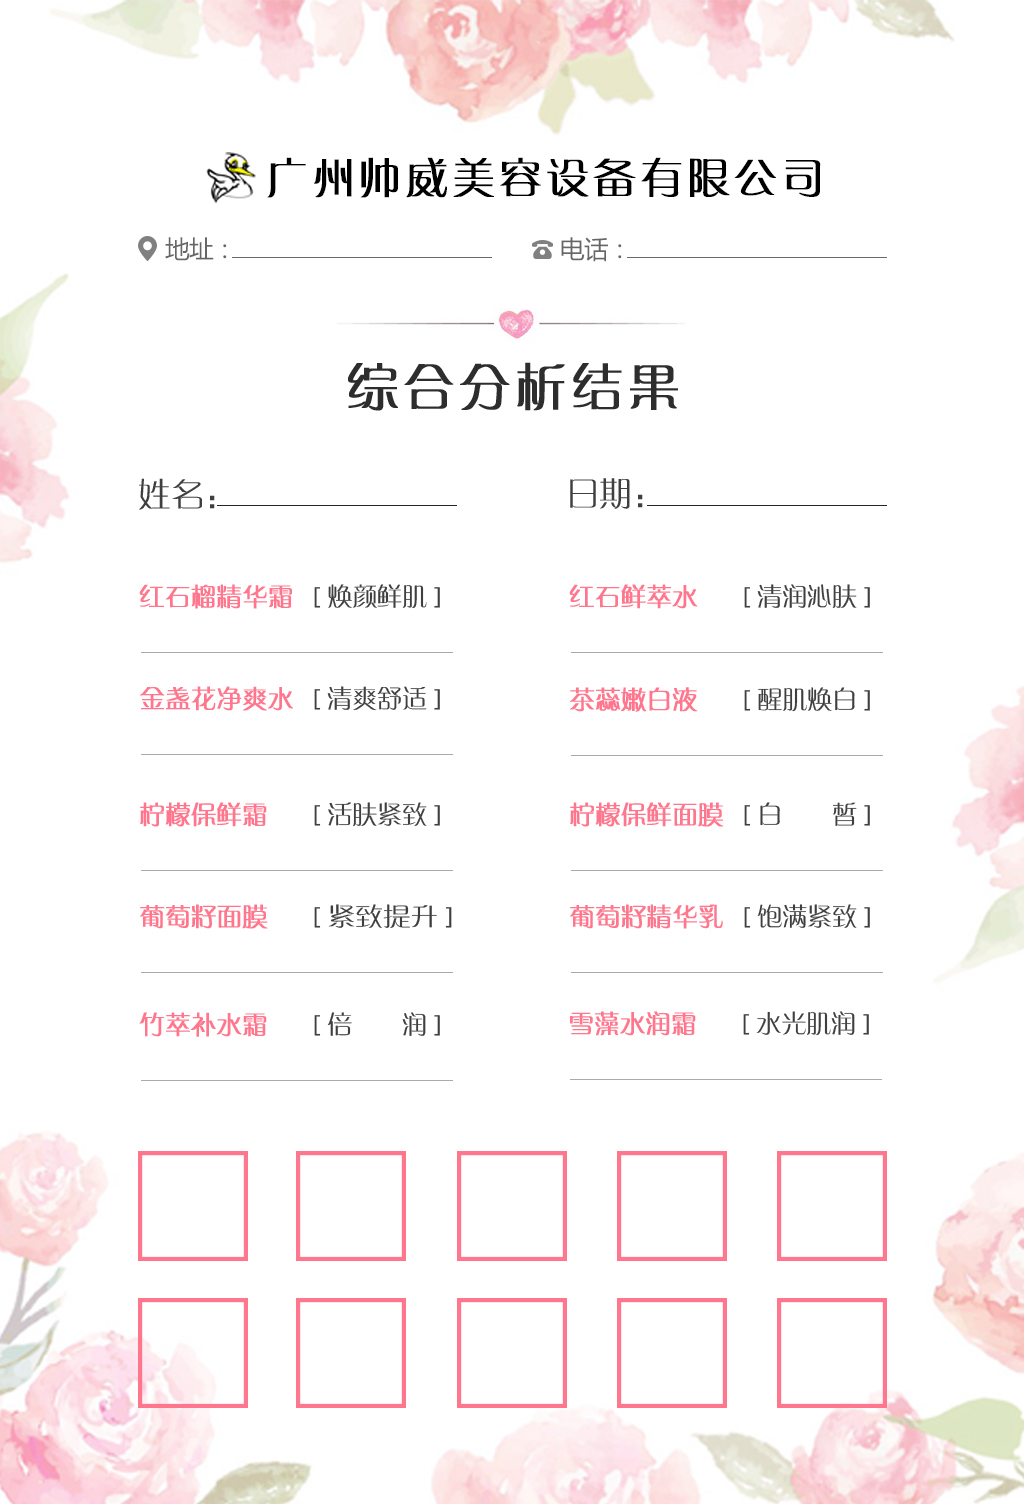 广州帅威美容设备有限公司
地址： 电话：
综合分析结果
姓名： 日期：
红石榴精华霜 [ 焕颜鲜肌 ] 红石鲜萃水 [ 清润沁肤 ]
金盏花净爽水 [ 清爽舒适 ] 茶蕊嫩白液 [ 醒肌焕白 ]
柠檬保鲜霜 [ 活肤紧致 ] 柠檬保鲜面膜 [ 白 皙 ]
葡萄籽面膜 [ 紧致提升 ] 葡萄籽精华乳 [ 饱满紧致 ]
竹萃补水霜 [ 倍 润 ] 雪藻水润霜 [ 水光肌润 ]